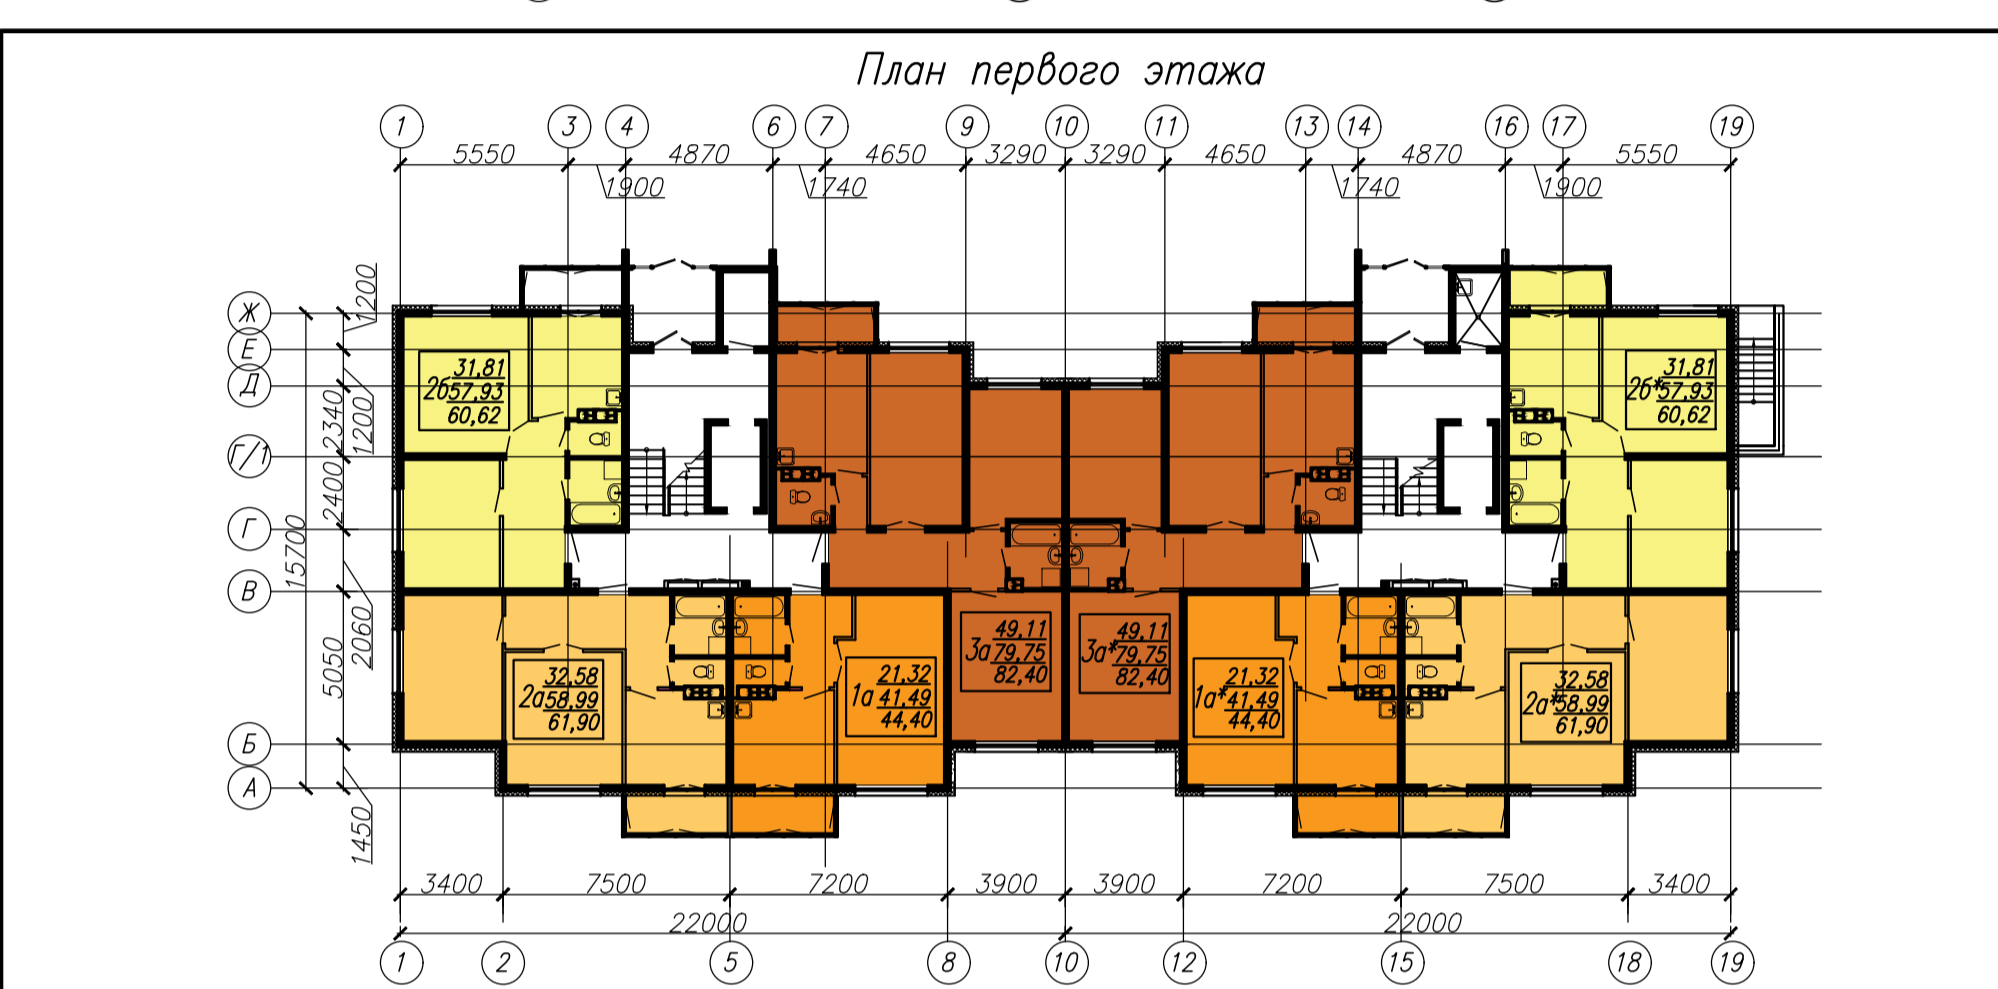 План первого этажа
1 3 4 6 7 9 10 11 13 14 16 17 19
5550 4870 4650 3290 3290 4650 4870 5550
1900 1740 1740 1900
Ж
Е
Д
Г/1
Г
В
Б
А
1200
1200
2340
2400
15700
2060
5050
1450
2б 31,81
57,93
60,62
2б* 31,81
57,93
60,62
2а 32,58
58,99
61,90
1а 21,32
41,49
44,40
3а 49,11
79,75
82,40
3а* 49,11
79,75
82,40
1а* 21,32
41,49
44,40
2а* 32,58
58,99
61,90
3400 7500 7200 3900 3900 7200 7500 3400
22000 22000
1 2 5 8 10 12 15 18 19